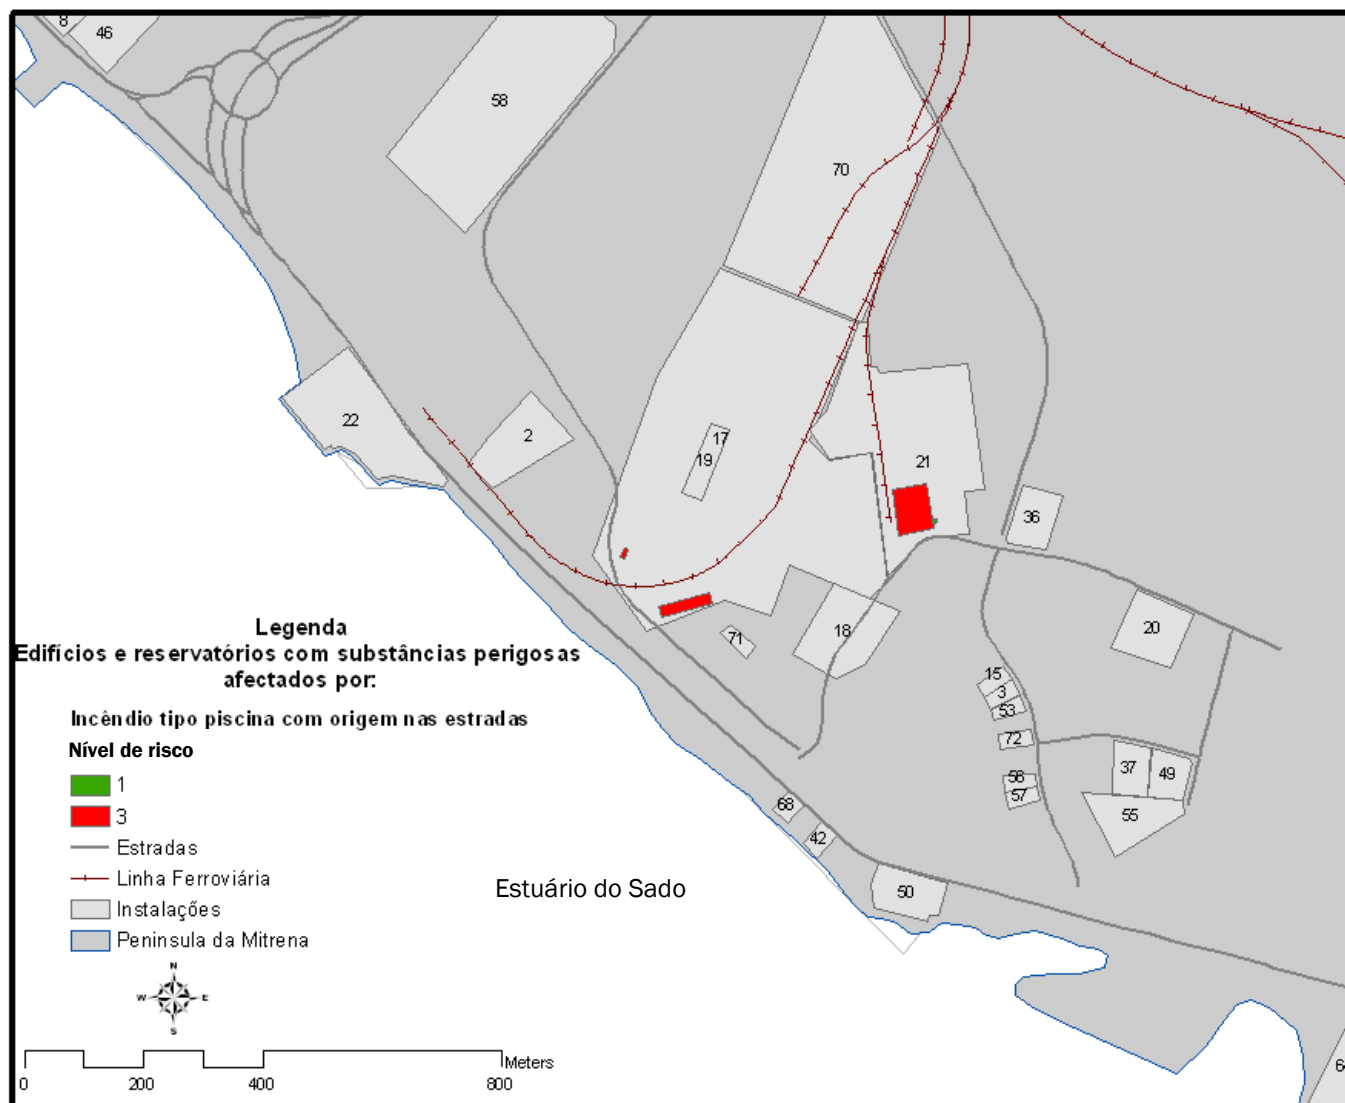 8
46
58
70
22
2
17
19
21
36
18
71
20
15
3
53
72
37
49
56
57
55
68
42
50
64
Legenda
Edifícios e reservatórios com substâncias perigosas
afectados por:
Incêndio tipo piscina com origem nas estradas
Nível de risco
1
3
Estradas
Linha Ferroviária
Instalações
Peninsula da Mitrena
Estuário do Sado
N
W E
S
Meters
0 200 400 800